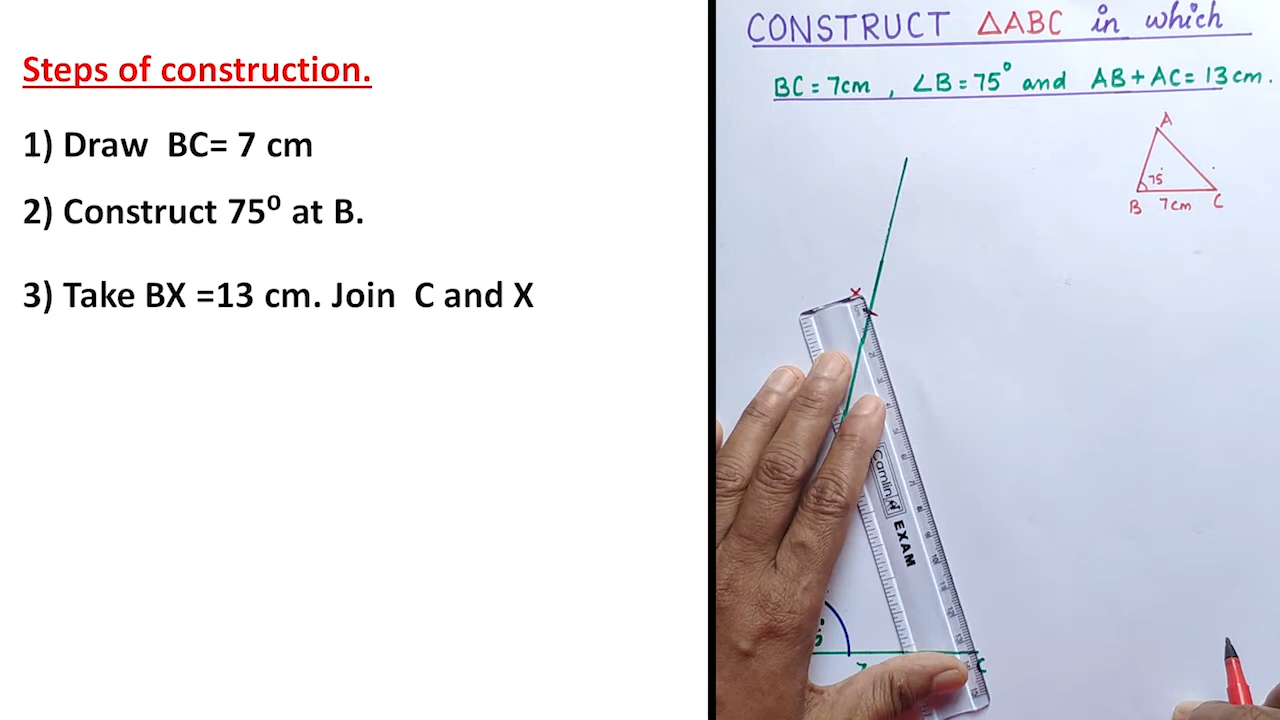 Steps of construction.
1) Draw BC= 7 cm
2) Construct 75⁰ at B.
3) Take BX =13 cm. Join C and X
CONSTRUCT △ABC in which
BC = 7cm , ∠B = 75° and AB + AC = 13 cm.
A
75°
B 7cm C
X
Camlin
EXAM
C